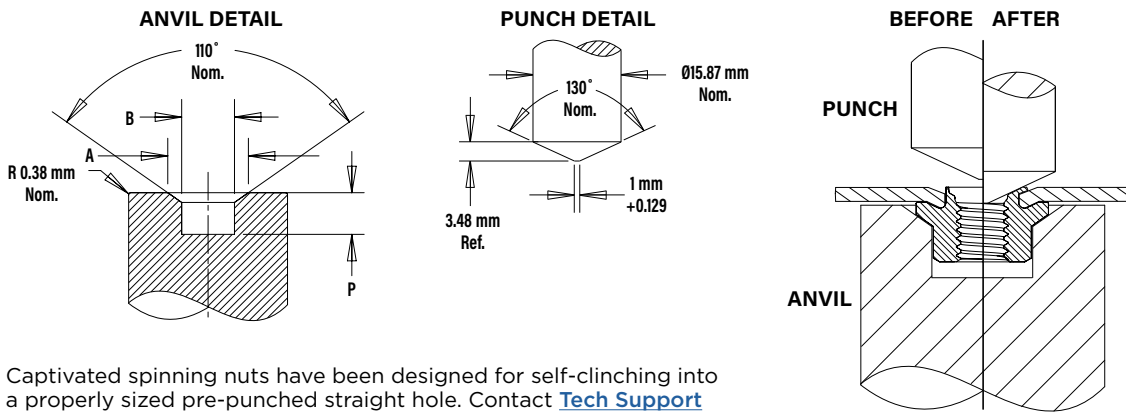 ANVIL DETAIL
110°
Nom.
B
A
R 0.38 mm
Nom.
P
PUNCH DETAIL
Ø15.87 mm
Nom.
130°
Nom.
1 mm
+0.129
3.48 mm
Ref.
BEFORE AFTER
PUNCH
ANVIL
Captivated spinning nuts have been designed for self-clinching into
a properly sized pre-punched straight hole. Contact Tech Support